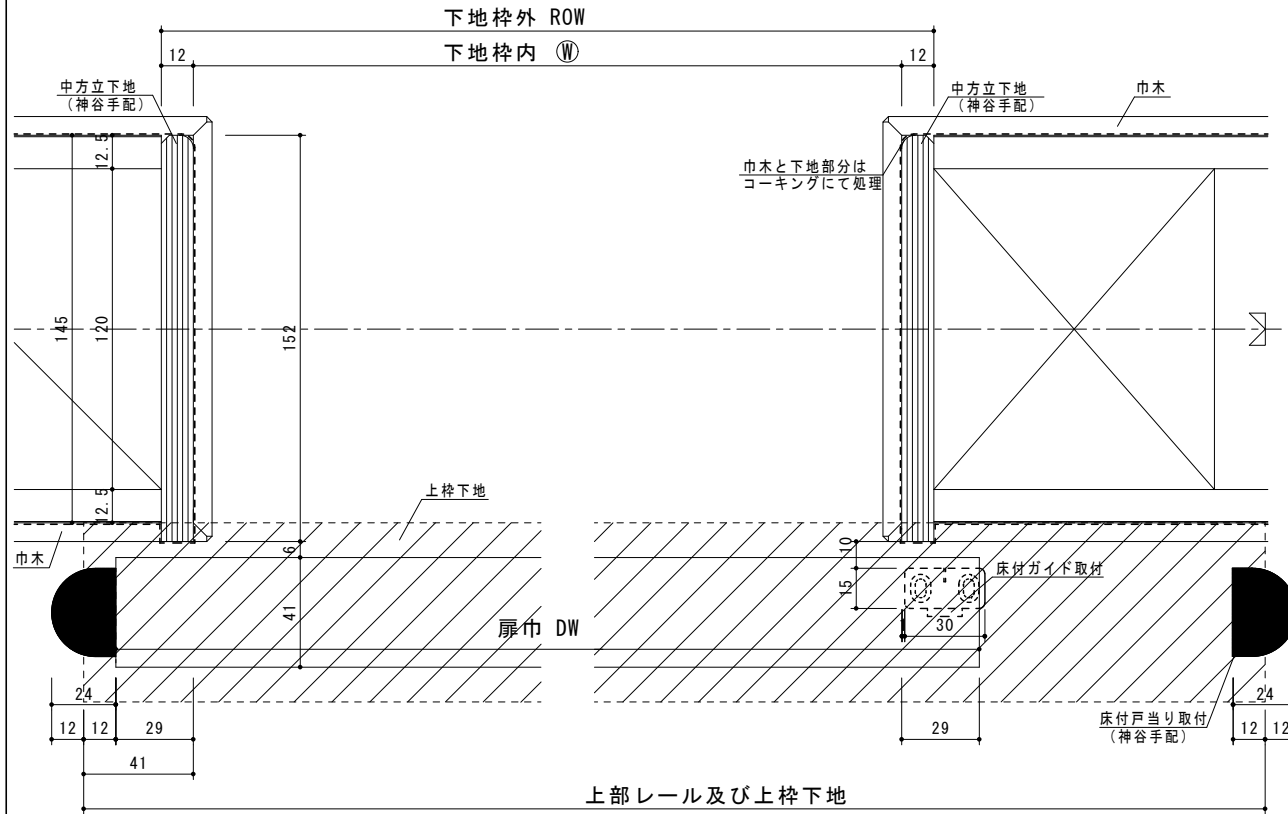 下地枠外 ROW
12
下地枠内 Ⓦ
12
中方立下地
（神谷手配）
中方立下地
（神谷手配）
巾木
12.5
巾木と下地部分は
コーキングにて処理
145
120
152
12.5
上枠下地
巾木
6
10
床付ガイド取付
15
41
扉巾 DW
30
24
24
床付戸当り取付
（神谷手配）
12
12
29
29
12
12
41
上部レール及び上枠下地